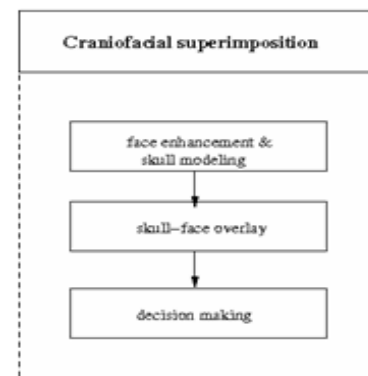 Craniofacial superimposition
face enhancement &
skull modeling
skull–face overlay
decision making